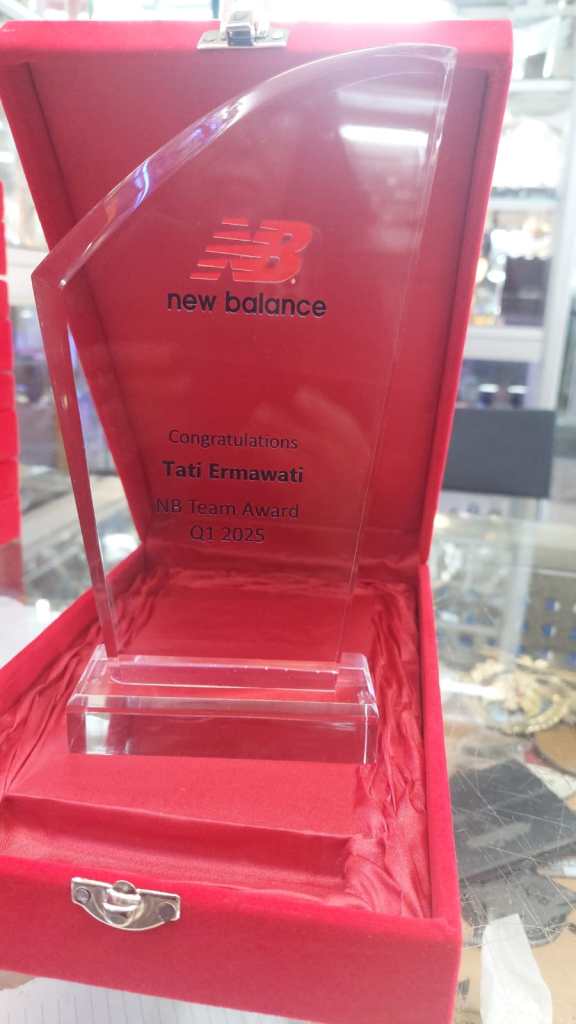 NB
new balance
Congratulations
Tati Ermawati
NB Team Award
Q1 2025